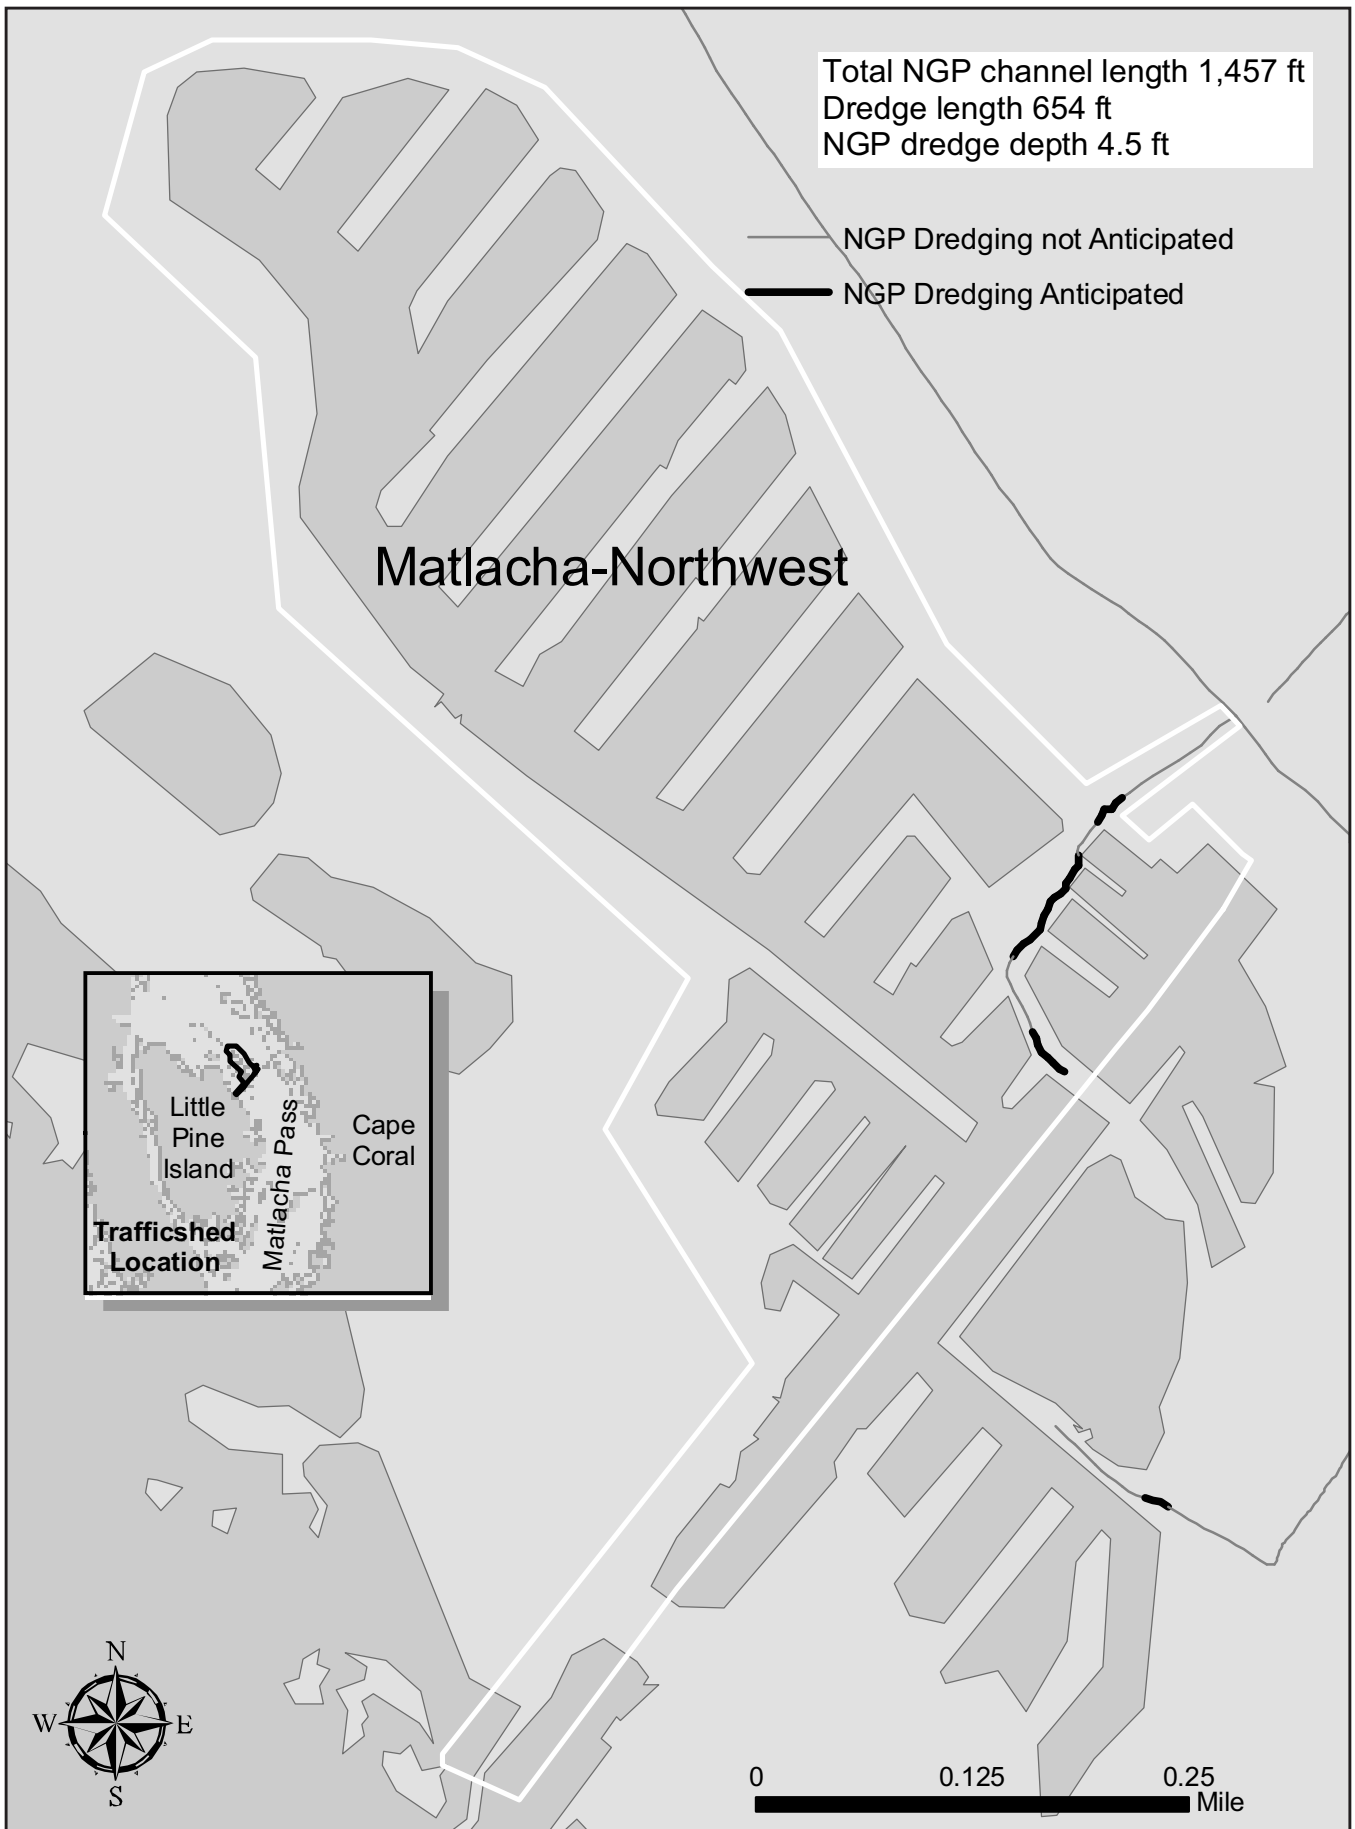 Total NGP channel length 1,457 ft
Dredge length 654 ft
NGP dredge depth 4.5 ft
NGP Dredging not Anticipated
NGP Dredging Anticipated
Matlacha-Northwest
Little
Pine
Island
Matlacha Pass
Cape
Coral
Trafficshed
Location
N
W
E
S
0
0.125
0.25
Mile